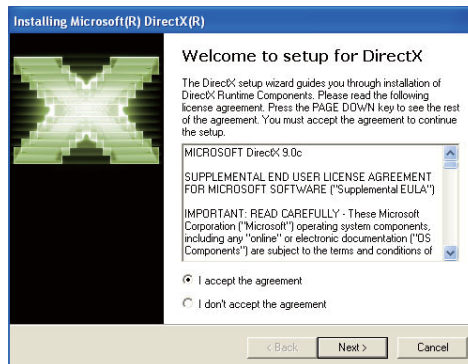 Installing Microsoft(R) DirectX(R)
Welcome to setup for DirectX
The DirectX setup wizard guides you through installation of
DirectX Runtime Components. Please read the following
license agreement. Press the PAGE DOWN key to see the rest
of the agreement. You must accept the agreement to continue
the setup.
MICROSOFT DirectX 9.0c
SUPPLEMENTAL END USER LICENSE AGREEMENT
FOR MICROSOFT SOFTWARE ("Supplemental EULA")
IMPORTANT: READ CAREFULLY - These Microsoft
Corporation ("Microsoft") operating system components,
including any "online" or electronic documentation ("OS
Components") are subject to the terms and conditions of
I accept the agreement
I don't accept the agreement
< Back Next > Cancel